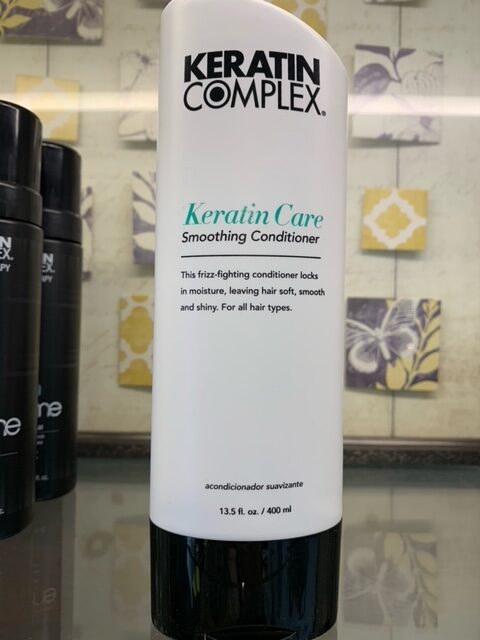 KERATIN
COMPLEX®
Keratin Care
Smoothing Conditioner
This frizz-fighting conditioner locks
in moisture, leaving hair soft, smooth
and shiny. For all hair types.
acondicionador suavizante
13.5 fl. oz. / 400 ml